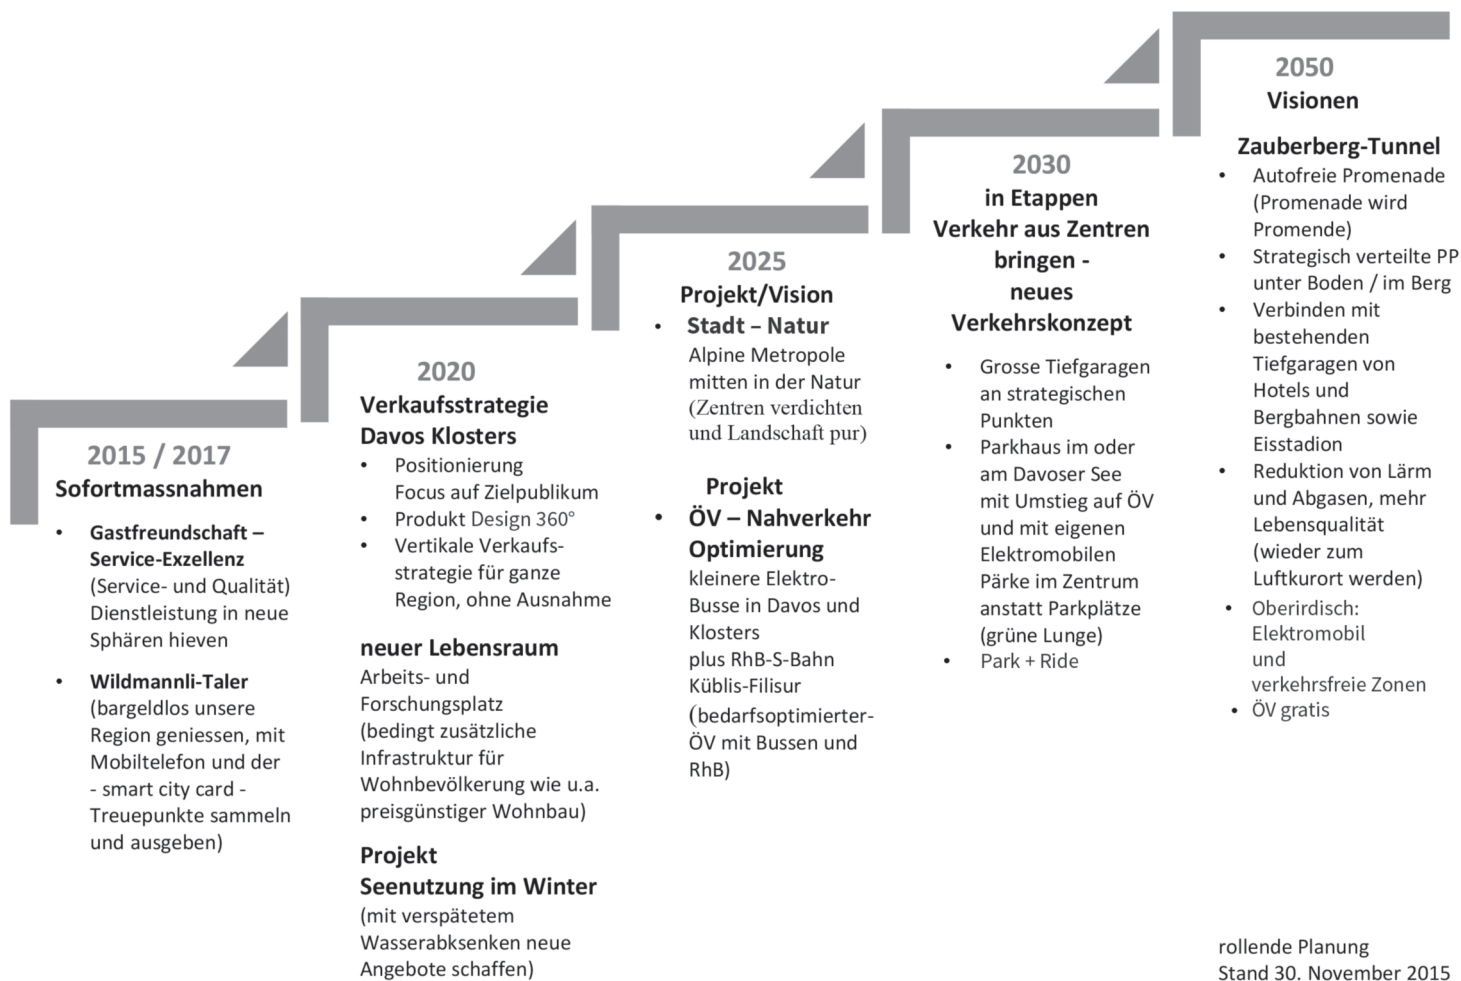 2015 / 2017
Sofortmassnahmen
• Gastfreundschaft –
Service-Exzellenz
(Service- und Qualität)
Dienstleistung in neue
Sphären hieven
• Wildmannli-Taler
(bargeldlos unsere
Region geniessen, mit
Mobiltelefon und der
- smart city card -
Treuepunkte sammeln
und ausgeben)
2020
Verkaufsstrategie
Davos Klosters
• Positionierung
Focus auf Zielpublikum
• Produkt Design 360°
• Vertikale Verkaufs-
strategie für ganze
Region, ohne Ausnahme
neuer Lebensraum
Arbeits- und
Forschungsplatz
(bedingt zusätzliche
Infrastruktur für
Wohnbevölkerung wie u.a.
preisgünstiger Wohnbau)
Projekt
Seenutzung im Winter
(mit verspätetem
Wasserabksenken neue
Angebote schaffen)
2025
Projekt/Vision
• Stadt – Natur
Alpine Metropole
mitten in der Natur
(Zentren verdichten
und Landschaft pur)
Projekt
• ÖV – Nahverkehr
Optimierung
kleinere Elektro-
Busse in Davos und
Klosters
plus RhB-S-Bahn
Küblis-Filisur
(bedarfsoptimierter-
ÖV mit Bussen und
RhB)
2030
in Etappen
Verkehr aus Zentren
bringen -
neues
Verkehrskonzept
• Grosse Tiefgaragen
an strategischen
Punkten
• Parkhaus im oder
am Davoser See
mit Umstieg auf ÖV
und mit eigenen
Elektromobilen
Pärke im Zentrum
anstatt Parkplätze
(grüne Lunge)
• Park + Ride
2050
Visionen
Zauberberg-Tunnel
• Autofreie Promenade
(Promenade wird
Promende)
• Strategisch verteilte PP
unter Boden / im Berg
• Verbinden mit
bestehenden
Tiefgaragen von
Hotels und
Bergbahnen sowie
Eisstadion
• Reduktion von Lärm
und Abgasen, mehr
Lebensqualität
(wieder zum
Luftkurort werden)
• Oberirdisch:
Elektromobil
und
verkehrsfreie Zonen
• ÖV gratis
rollende Planung
Stand 30. November 2015